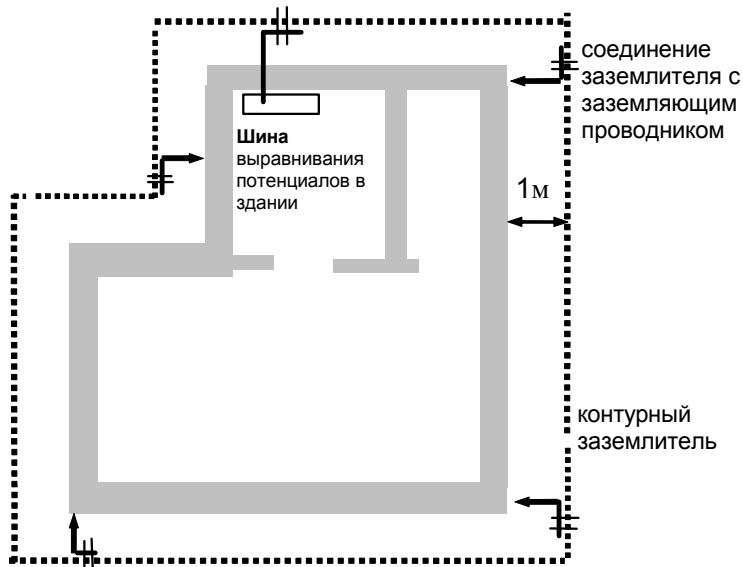 соединение
заземлителя с
заземляющим
проводником
Шина
выравнивания
потенциалов в
здании
1м
контурный
заземлитель